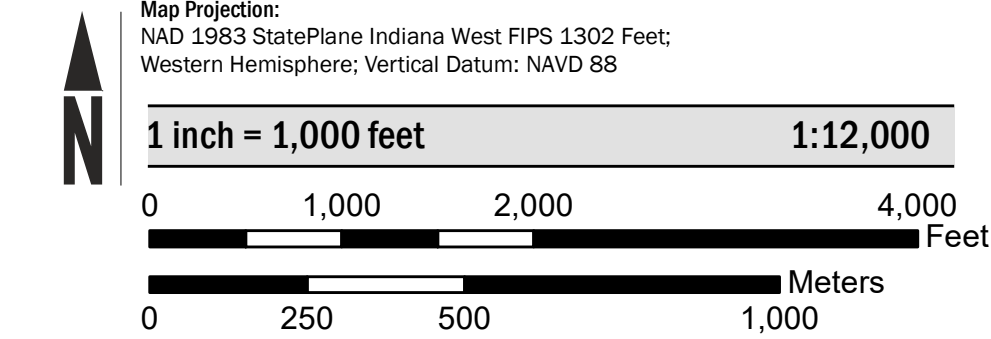 Map Projection:
NAD 1983 StatePlane Indiana West FIPS 1302 Feet;
Western Hemisphere; Vertical Datum: NAVD 88
N
1 inch = 1,000 feet 1:12,000
0 1,000 2,000 4,000
Feet
Meters
0 250 500 1,000